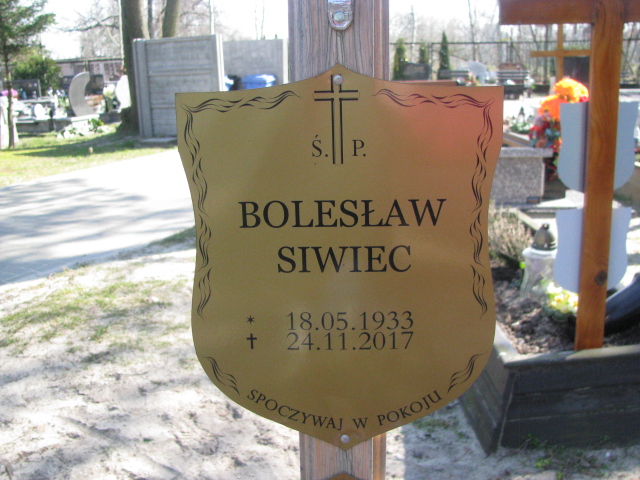 Ś. P.
BOLESŁAW
SIWIEC
* 18.05.1933
✝ 24.11.2017
SPOCZYWAJ W POKOJU